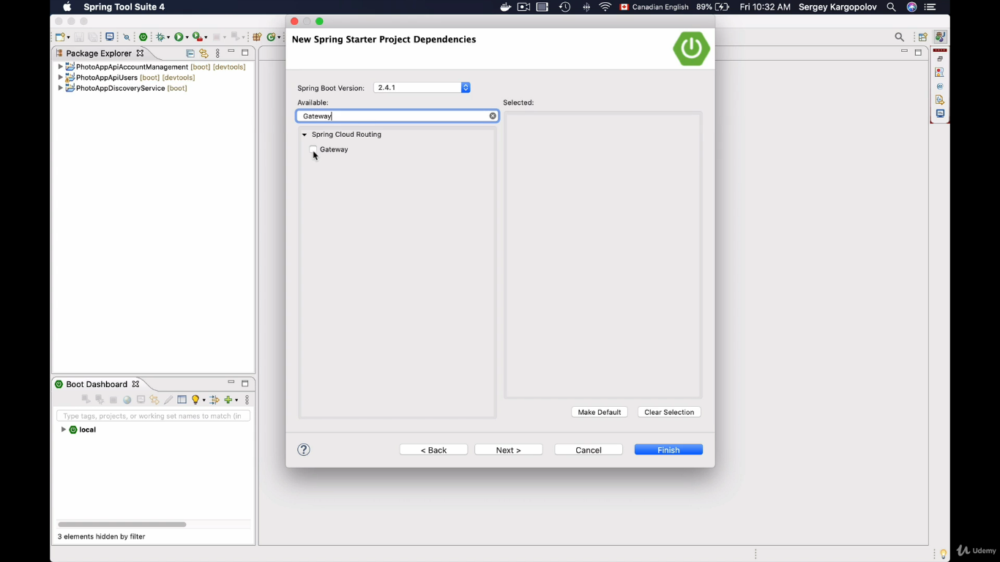 Spring Tool Suite 4
Canadian English
89%
Fri 10:32 AM
Sergey Kargopolov
New Spring Starter Project Dependencies
Package Explorer
PhotoAppApiAccountManagement [boot] [devtools]
PhotoAppApiUsers [boot] [devtools]
PhotoAppDiscoveryService [boot]
Spring Boot Version:
2.4.1
Available:
Selected:
Gateway
Spring Cloud Routing
Gateway
Make Default
Clear Selection
< Back
Next >
Cancel
Finish
Boot Dashboard
Type tags, projects, or working set names to match (in
local
3 elements hidden by filter
Udemy